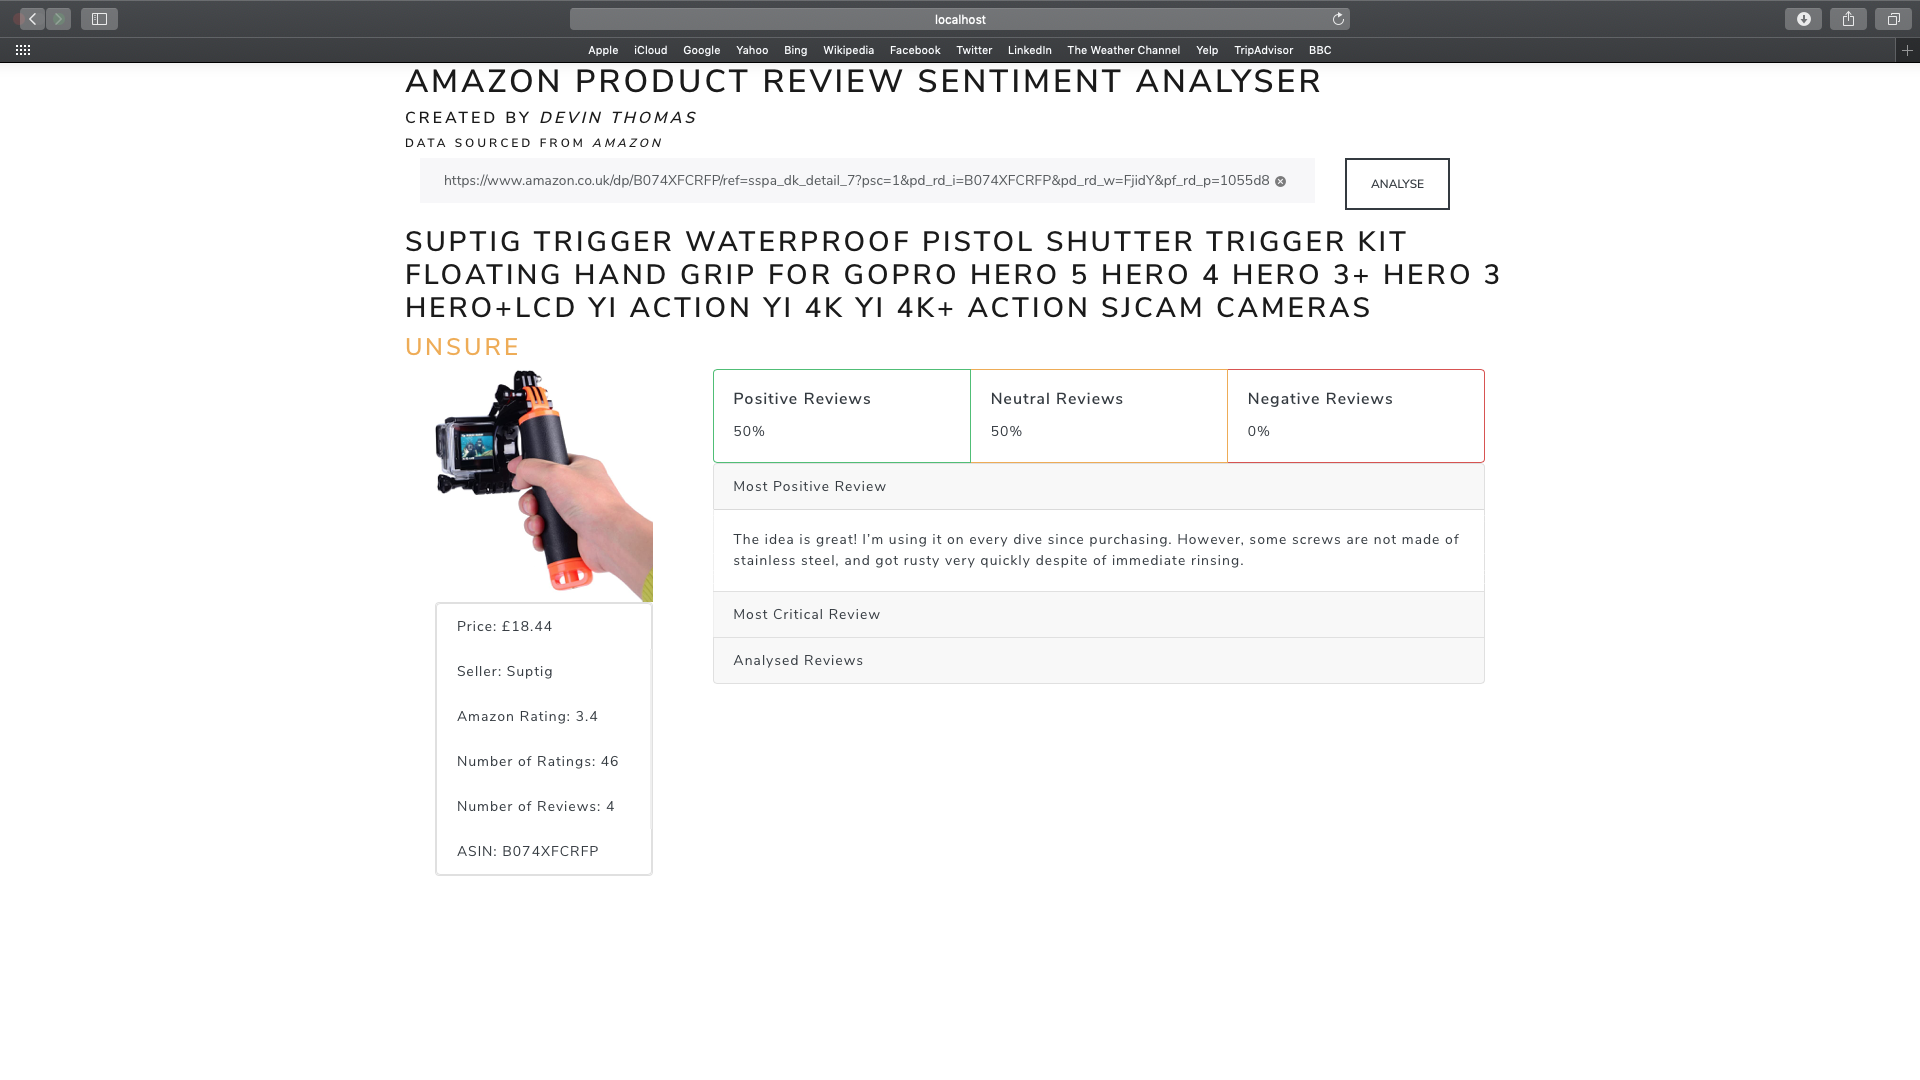 localhost
Apple iCloud Google Yahoo Bing Wikipedia Facebook Twitter LinkedIn The Weather Channel Yelp TripAdvisor BBC
AMAZON PRODUCT REVIEW SENTIMENT ANALYSER
CREATED BY DEVIN THOMAS
DATA SOURCED FROM AMAZON
https://www.amazon.co.uk/dp/B074XFCRFP/ref=sspa_dk_detail_7?psc=1&pd_rd_i=B074XFCRFP&pd_rd_w=FjidY&pf_rd_p=1055d8
ANALYSE
SUPTIG TRIGGER WATERPROOF PISTOL SHUTTER TRIGGER KIT
FLOATING HAND GRIP FOR GOPRO HERO 5 HERO 4 HERO 3+ HERO 3
HERO+LCD YI ACTION YI 4K YI 4K+ ACTION SJCAM CAMERAS
UNSURE
Positive Reviews
50%
Neutral Reviews
50%
Negative Reviews
0%
Most Positive Review
The idea is great! I'm using it on every dive since purchasing. However, some screws are not made of
stainless steel, and got rusty very quickly despite of immediate rinsing.
Most Critical Review
Analysed Reviews
Price: £18.44
Seller: Suptig
Amazon Rating: 3.4
Number of Ratings: 46
Number of Reviews: 4
ASIN: B074XFCRFP